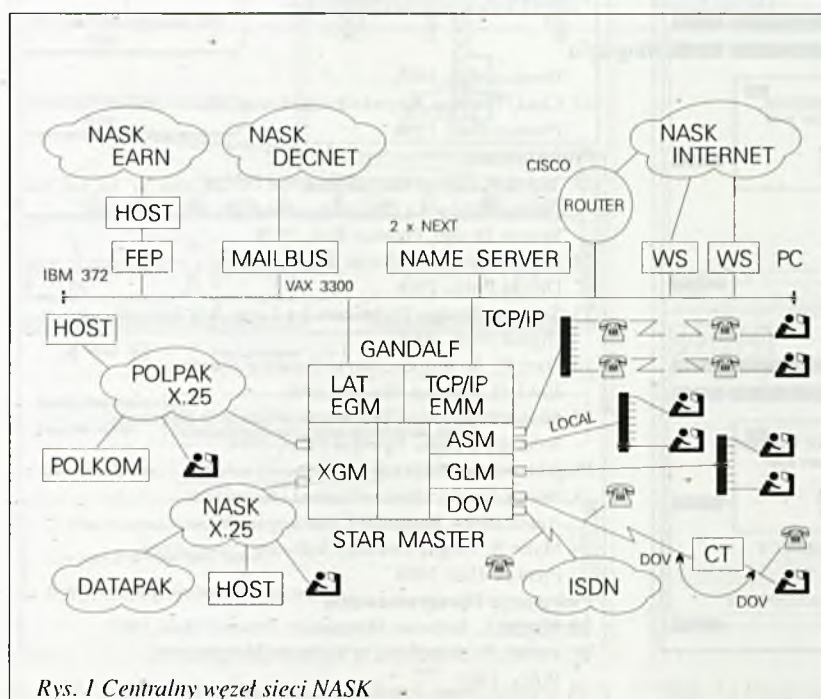 NASK
EARN
NASK
DECNET
NASK
INTERNET
CISCO
ROUTER
HOST
2 x NEXT
FEP
MAILBUS
NAME SERVER
WS
WS
PC
IBM 372
VAX 3300
TCP/IP
HOST
GANDALF
POLPAK
X.25
LAT
EGM
TCP/IP
EMM
LOCAL
ASM
POLKOM
XGM
GLM
NASK
X.25
DOV
STAR MASTER
DATAPAK
HOST
ISDN
DOV
CT
DOV
Rys. 1 Centralny węzeł sieci NASK